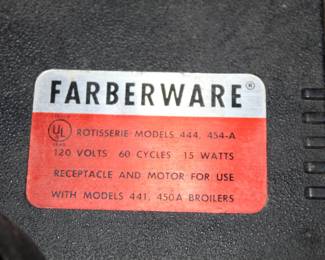 FARBERWARE®
UL ROTISSERIE MODELS 444, 454-A
120 VOLTS 60 CYCLES 15 WATTS
RECEPTACLE AND MOTOR FOR USE
WITH MODELS 441, 450A BROILERS